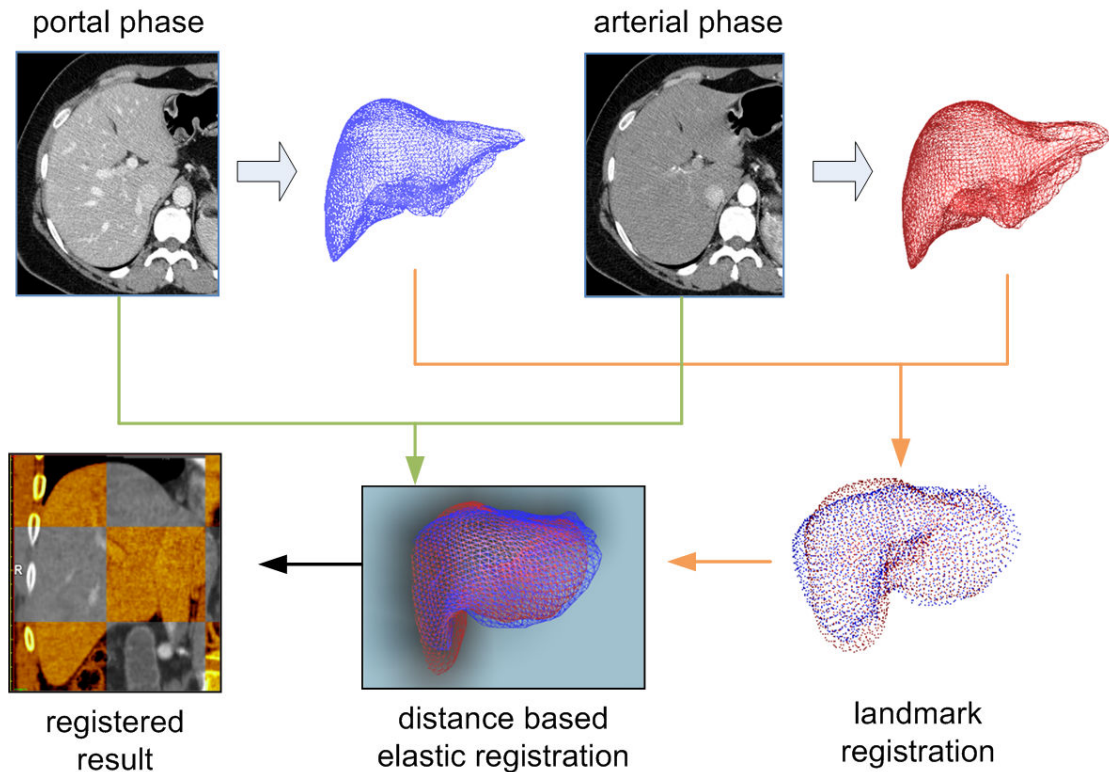 portal phase
arterial phase
R
registered
result
distance based
elastic registration
landmark
registration